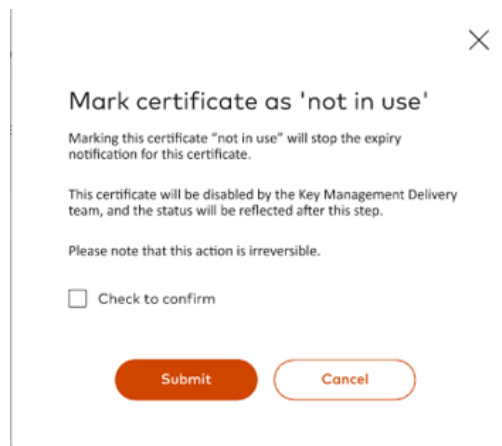 Mark certificate as 'not in use'
Marking this certificate “not in use” will stop the expiry
notification for this certificate.
This certificate will be disabled by the Key Management Delivery
team, and the status will be reflected after this step.
Please note that this action is irreversible.
Check to confirm
Submit
Cancel